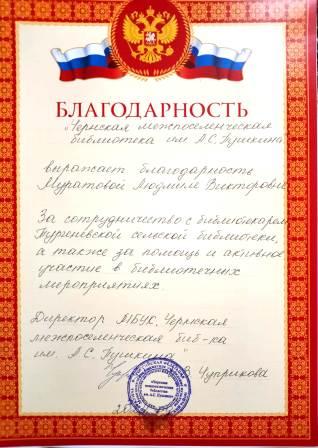 БЛАГОДАРНОСТЬ
"Чернская межпоселенческая
библиотека им. А.С. Пушкина
выражает благодарность
Муратовой Людмиле Викторовне
За сотрудничество с библиотекарем
Тургеневской сельской библиотеки,
а также за помощь и активное
участие в библиотечных
мероприятиях
Директор МБУК "Чернская
межпоселенческая биб-ка
им. А.С. Пушкина"
Чуприкова